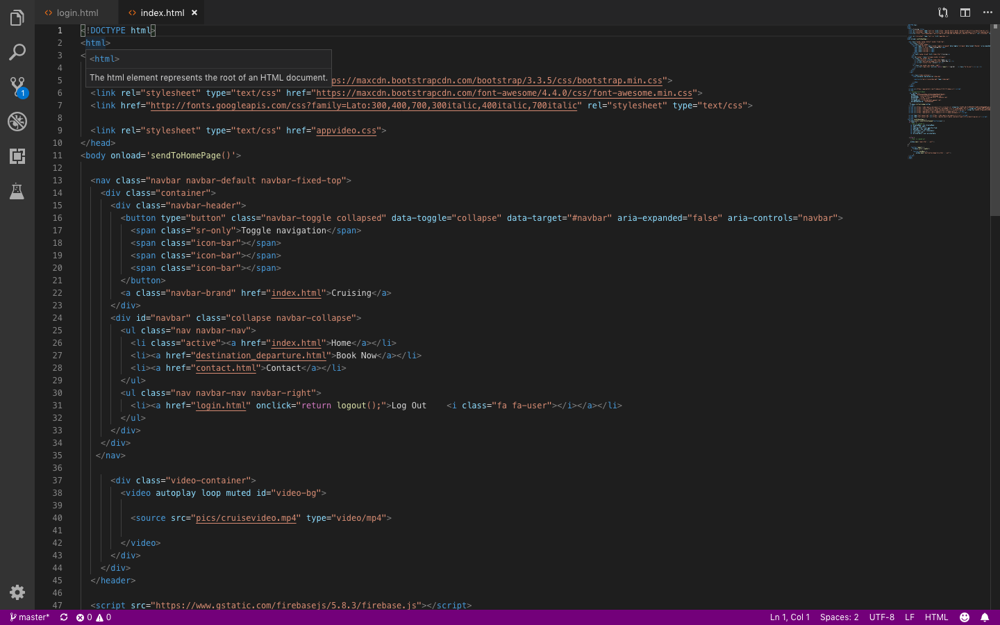 login.html
index.html ×
1 <!DOCTYPE html>
2 <html>
3 <
<html>
4
The html element represents the root of an HTML document.
5 ps://maxcdn.bootstrapcdn.com/bootstrap/3.3.5/css/bootstrap.min.css">
6 <link rel="stylesheet" type="text/css" href="https://maxcdn.bootstrapcdn.com/font-awesome/4.4.0/css/font-awesome.min.css">
7 <link href="http://fonts.googleapis.com/css?family=Lato:300,400,700,300italic,400italic,700italic" rel="stylesheet" type="text/css">
8
9 <link rel="stylesheet" type="text/css" href="appvideo.css">
10 </head>
11 <body onload='sendToHomePage()'>
12
13 <nav class="navbar navbar-default navbar-fixed-top">
14 <div class="container">
15 <div class="navbar-header">
16 <button type="button" class="navbar-toggle collapsed" data-toggle="collapse" data-target="#navbar" aria-expanded="false" aria-controls="navbar">
17 <span class="sr-only">Toggle navigation</span>
18 <span class="icon-bar"></span>
19 <span class="icon-bar"></span>
20 <span class="icon-bar"></span>
21 </button>
22 <a class="navbar-brand" href="index.html">Cruising</a>
23 </div>
24 <div id="navbar" class="collapse navbar-collapse">
25 <ul class="nav navbar-nav">
26 <li class="active"><a href="index.html">Home</a></li>
27 <li><a href="destination_departure.html">Book Now</a></li>
28 <li><a href="contact.html">Contact</a></li>
29 </ul>
30 <ul class="nav navbar-nav navbar-right">
31 <li><a href="login.html" onclick="return logout();">Log Out    <i class="fa fa-user"></i></a></li>
32 </ul>
33 </div>
34 </div>
35 </nav>
36
37 <div class="video-container">
38 <video autoplay loop muted id="video-bg">
39
40 <source src="pics/cruisevideo.mp4" type="video/mp4">
41
42 </video>
43 </div>
44 </div>
45 </header>
46
47 <script src="https://www.gstatic.com/firebasejs/5.8.3/firebase.js"></script>
1
master* 0 0 Ln 1, Col 1 Spaces: 2 UTF-8 LF HTML